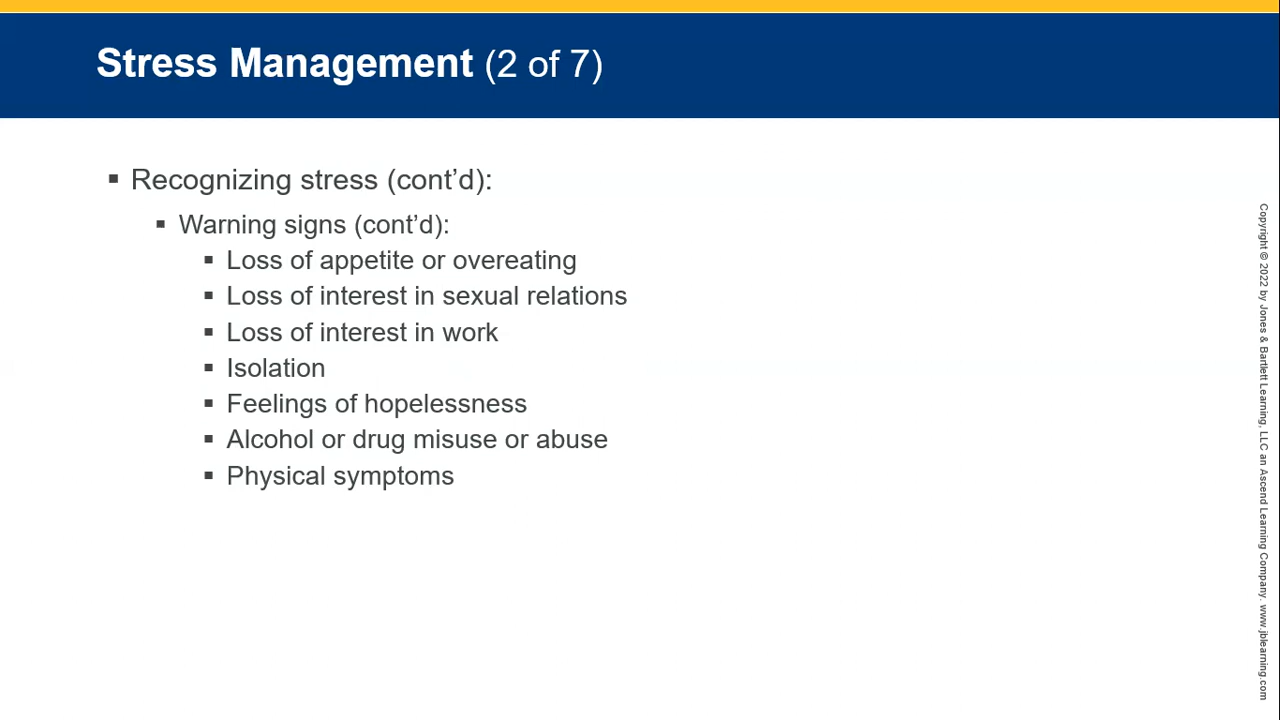 Stress Management (2 of 7)
▪ Recognizing stress (cont’d):
▪ Warning signs (cont’d):
▪ Loss of appetite or overeating
▪ Loss of interest in sexual relations
▪ Loss of interest in work
▪ Isolation
▪ Feelings of hopelessness
▪ Alcohol or drug misuse or abuse
▪ Physical symptoms
Copyright © 2022 by Jones & Bartlett Learning, LLC an Ascend Learning Company. www.jblearning.com